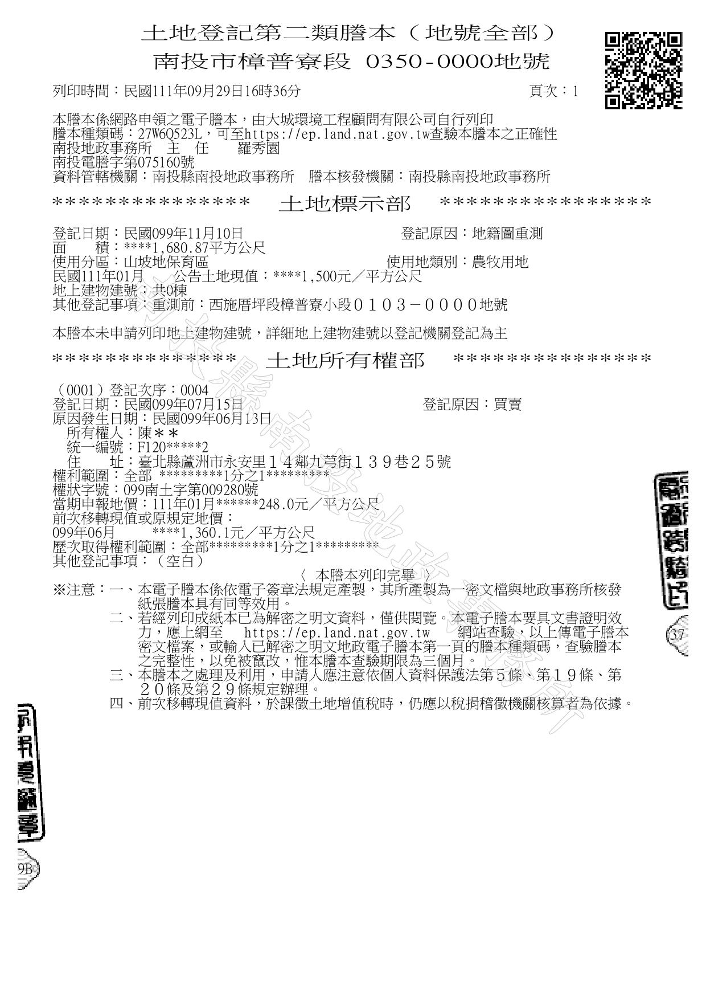 土地登記第二類謄本（地號全部）
南投市樟普寮段 0350-0000地號
列印時間：民國111年09月29日16時36分 頁次：1
本謄本係網路申領之電子謄本，由大城環境工程顧問有限公司自行列印
謄本種類碼：27W6Q523L，可至https://ep.land.nat.gov.tw查驗本謄本之正確性
南投地政事務所 主 任 羅秀園
南投電謄字第075160號
資料管轄機關：南投縣南投地政事務所 謄本核發機關：南投縣南投地政事務所
*************** 土地標示部 ****************
登記日期：民國099年11月10日 登記原因：地籍圖重測
面 積：****1,680.87平方公尺
使用分區：山坡地保育區 使用地類別：農牧用地
民國111年01月 公告土地現值：****1,500元／平方公尺
地上建物建號：共0棟
其他登記事項：重測前：西施厝坪段樟普寮小段０１０３－００００地號
本謄本未申請列印地上建物建號，詳細地上建物建號以登記機關登記為主
************** 土地所有權部 ***************
（0001）登記次序：0004
登記日期：民國099年07月15日 登記原因：買賣
原因發生日期：民國099年06月13日
所有權人：陳＊＊
統一編號：F120*****2
住 址：臺北縣蘆洲市永安里１４鄰九芎街１３９巷２５號
權利範圍：全部 *********1分之1*********
權狀字號：099南土字第009280號
當期申報地價：111年01月******248.0元／平方公尺
前次移轉現值或原規定地價：
099年06月 ****1,360.1元／平方公尺
歷次取得權利範圍：全部*********1分之1*********
其他登記事項：（空白）
〈 本謄本列印完畢 〉
※注意：一、本電子謄本係依電子簽章法規定產製，其所產製為一密文檔與地政事務所核發
紙張謄本具有同等效用。
二、若經列印成紙本已為解密之明文資料，僅供閱覽。本電子謄本要具文書證明效
力，應上網至 https://ep.land.nat.gov.tw 網站查驗，以上傳電子謄本
密文檔案，或輸入已解密之明文地政電子謄本第一頁的謄本種類碼，查驗謄本
之完整性，以免被竄改，惟本謄本查驗期限為三個月。
三、本謄本之處理及利用，申請人應注意依個人資料保護法第５條、第１９條、第
２０條及第２９條規定辦理。
四、前次移轉現值資料，於課徵土地增值稅時，仍應以稅捐稽徵機關核算者為依據。
南投縣南投地政事務所
37
9B